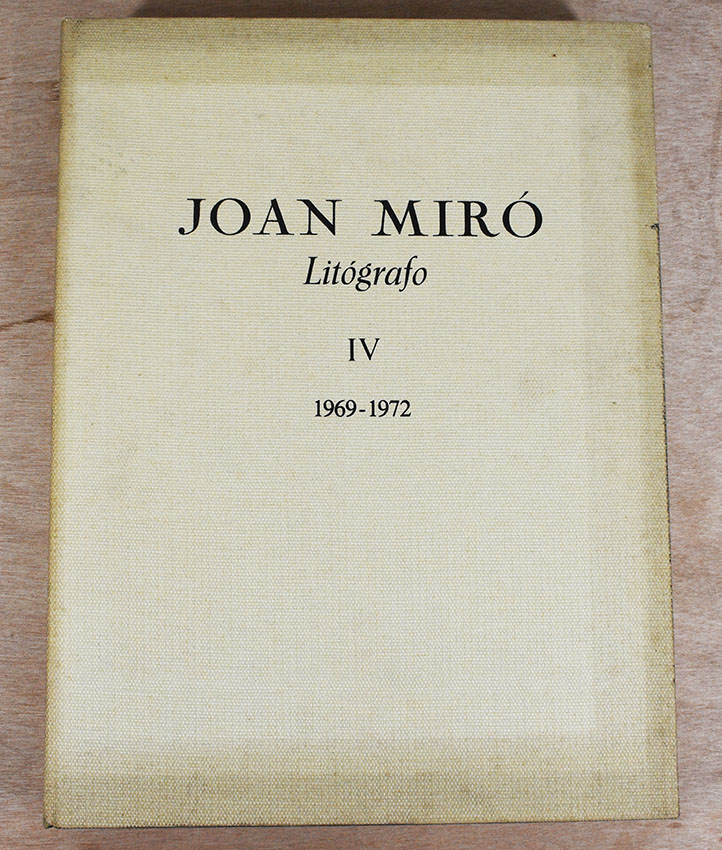 JOAN MIRÓ
Litógrafo
IV
1969-1972